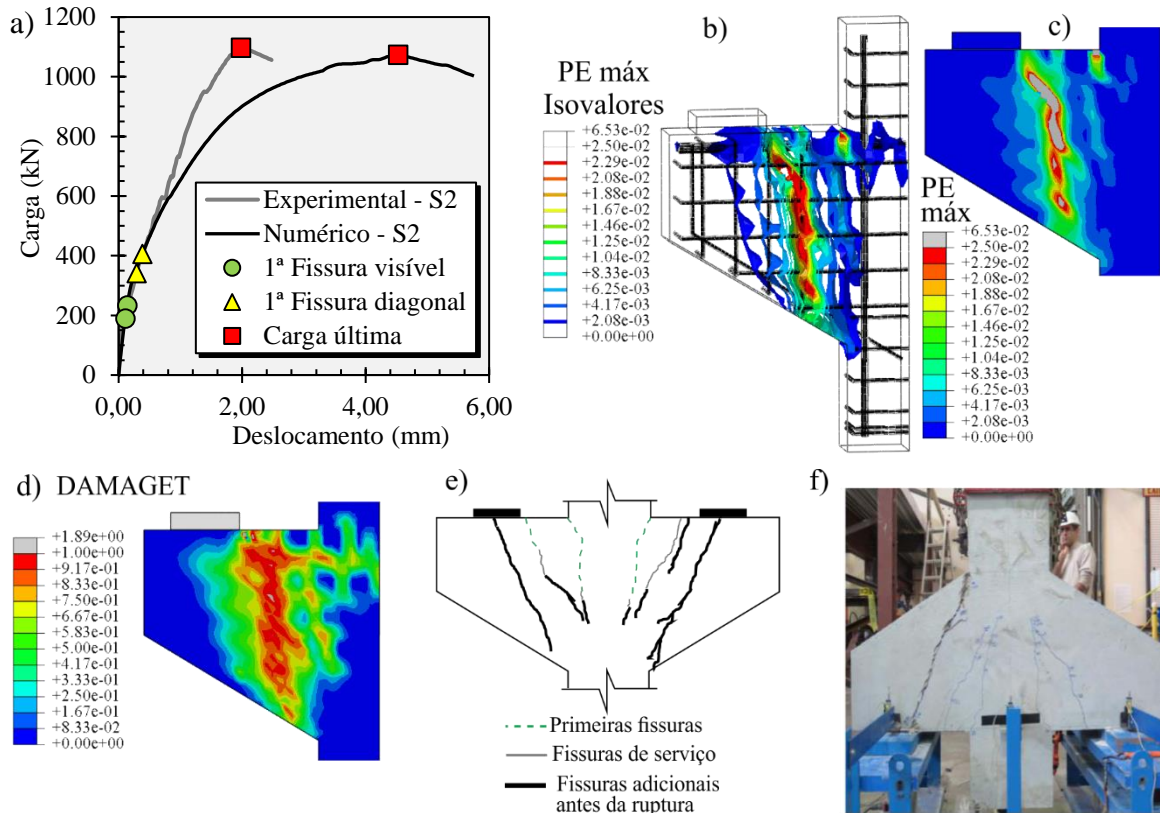 a)
1200
1000
800
600
400
200
0
Carga (kN)
0,00
2,00
4,00
6,00
Deslocamento (mm)
Experimental - S2
Numérico - S2
1ª Fissura visível
1ª Fissura diagonal
Carga última
b)
PE máx
Isovalores
+6.53e-02
+2.50e-02
+2.29e-02
+2.08e-02
+1.88e-02
+1.67e-02
+1.46e-02
+1.25e-02
+1.04e-02
+8.33e-03
+6.25e-03
+4.17e-03
+2.08e-03
+0.00e+00
c)
PE
máx
+6.53e-02
+2.50e-02
+2.29e-02
+2.08e-02
+1.88e-02
+1.67e-02
+1.46e-02
+1.25e-02
+1.04e-02
+8.33e-03
+6.25e-03
+4.17e-03
+2.08e-03
+0.00e+00
d) DAMAGET
+1.89e+00
+1.00e+00
+9.17e-01
+8.33e-01
+7.50e-01
+6.67e-01
+5.83e-01
+5.00e-01
+4.17e-01
+3.33e-01
+2.50e-01
+1.67e-01
+8.33e-02
+0.00e+00
e)
Primeiras fissuras
Fissuras de serviço
Fissuras adicionais
antes da ruptura
f)